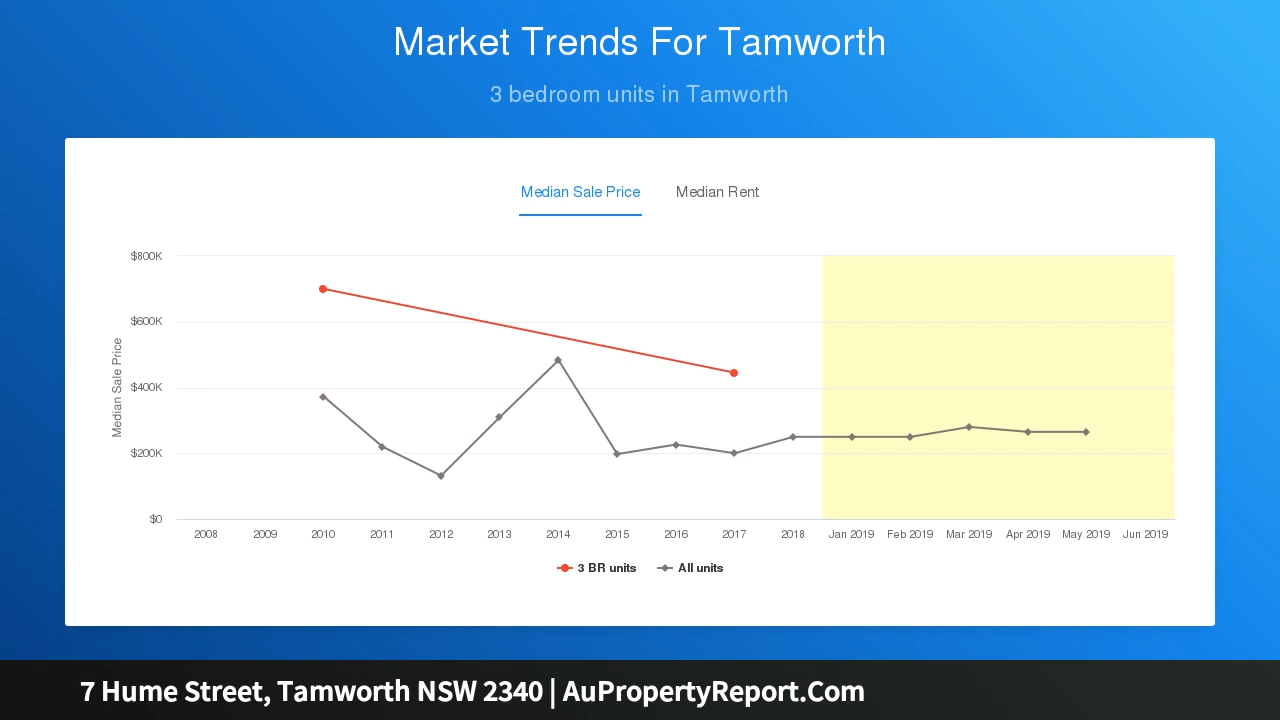 Market Trends For Tamworth
3 bedroom units in Tamworth
Median Sale Price Median Rent
$800K
$600K
$400K
$200K
$0
Median Sale Price
2008 2009 2010 2011 2012 2013 2014 2015 2016 2017 2018 Jan 2019 Feb 2019 Mar 2019 Apr 2019 May 2019 Jun 2019
3 BR units All units
7 Hume Street, Tamworth NSW 2340 | AuPropertyReport.Com